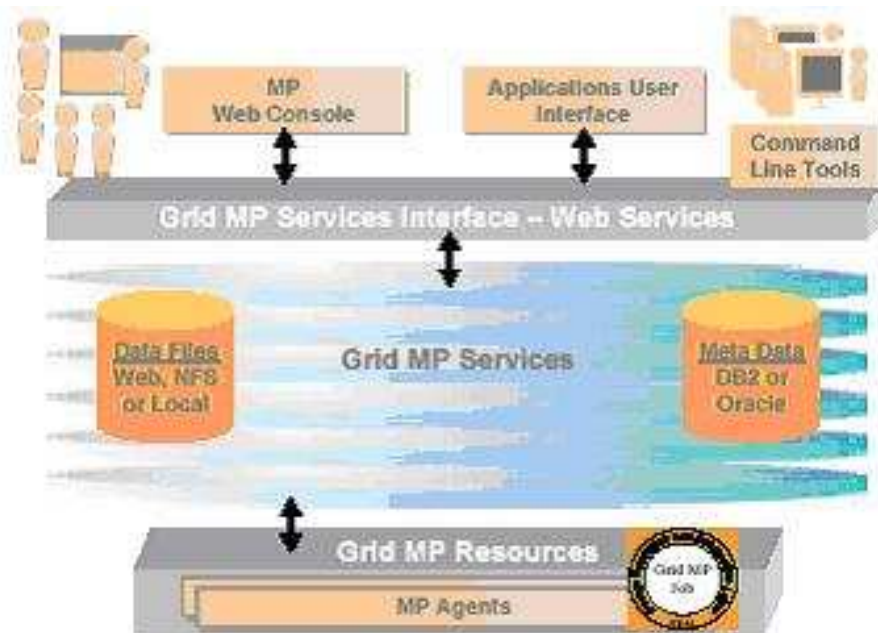 MP
Web Console
Applications User
Interface
Command
Line Tools
Grid MP Services Interface – Web Services
Data Files
Web, NFS
or Local
Grid MP Services
Meta Data
DB2 or
Oracle
Grid MP Resources
Grid MP
Job
MP Agents